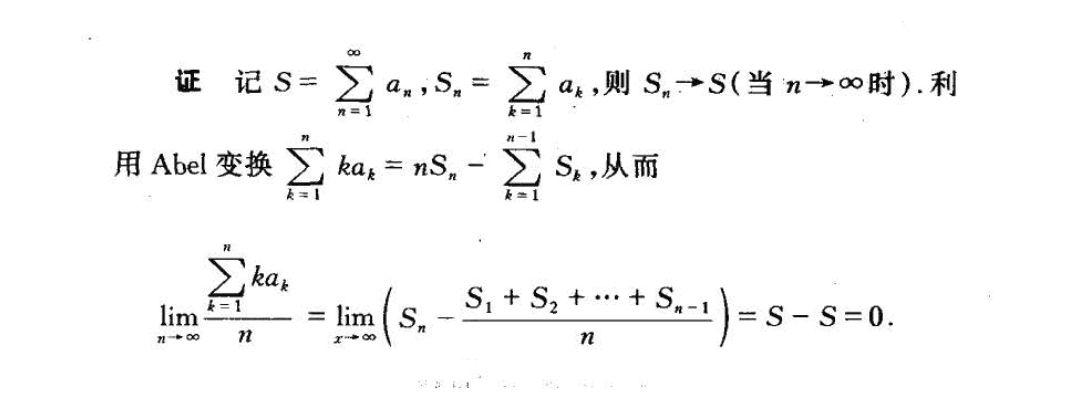 证 记 $S=\sum_{n=1}^{\infty} a_n, S_n=\sum_{k=1}^{n} a_k$,则 $S_n \to S$(当 $n\to\infty$时).利
用 Abel 变换 $\sum_{k=1}^{n} ka_k = nS_n - \sum_{k=1}^{n-1} S_k$,从而
$\lim_{n\to\infty} \frac{\sum_{k=1}^{n} ka_k}{n} = \lim_{x\to\infty}\left(S_n - \frac{S_1+S_2+\cdots+S_{n-1}}{n}\right)=S-S=0.$